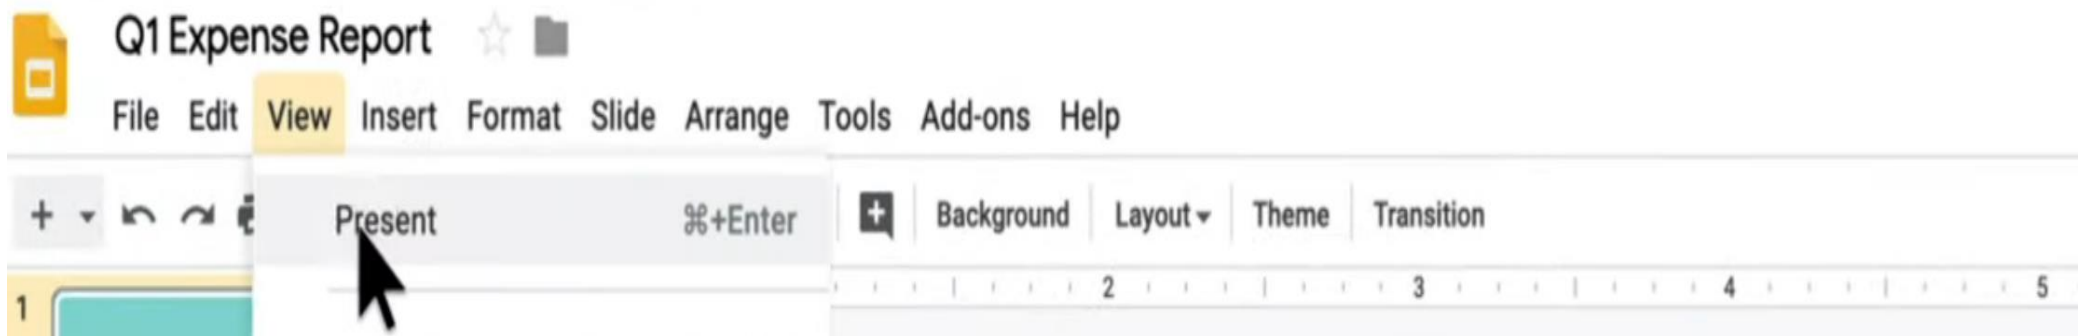 Q1 Expense Report
File Edit View Insert Format Slide Arrange Tools Add-ons Help
Present ⌘+Enter Background Layout Theme Transition
1 2 3 4 5